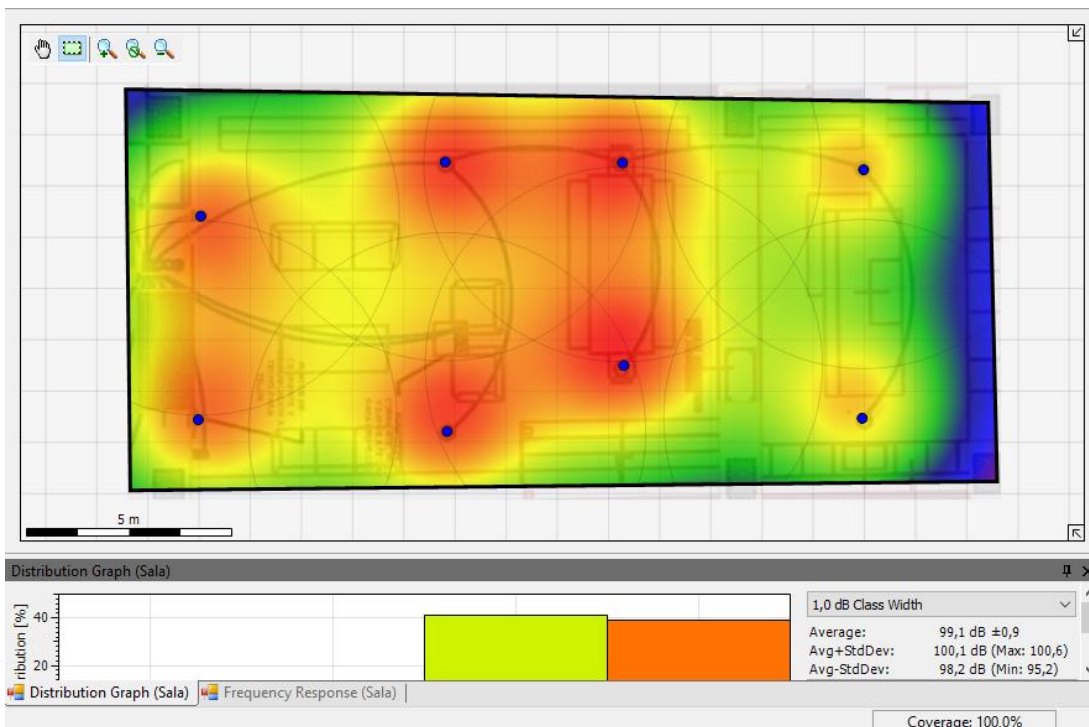 5 m
Distribution Graph (Sala)
ribution [%]
40
20
1,0 dB Class Width
Average: 99,1 dB ±0,9
Avg+StdDev: 100,1 dB (Max: 100,6)
Avg-StdDev: 98,2 dB (Min: 95,2)
Distribution Graph (Sala)
Frequency Response (Sala)
Coverage: 100.0%